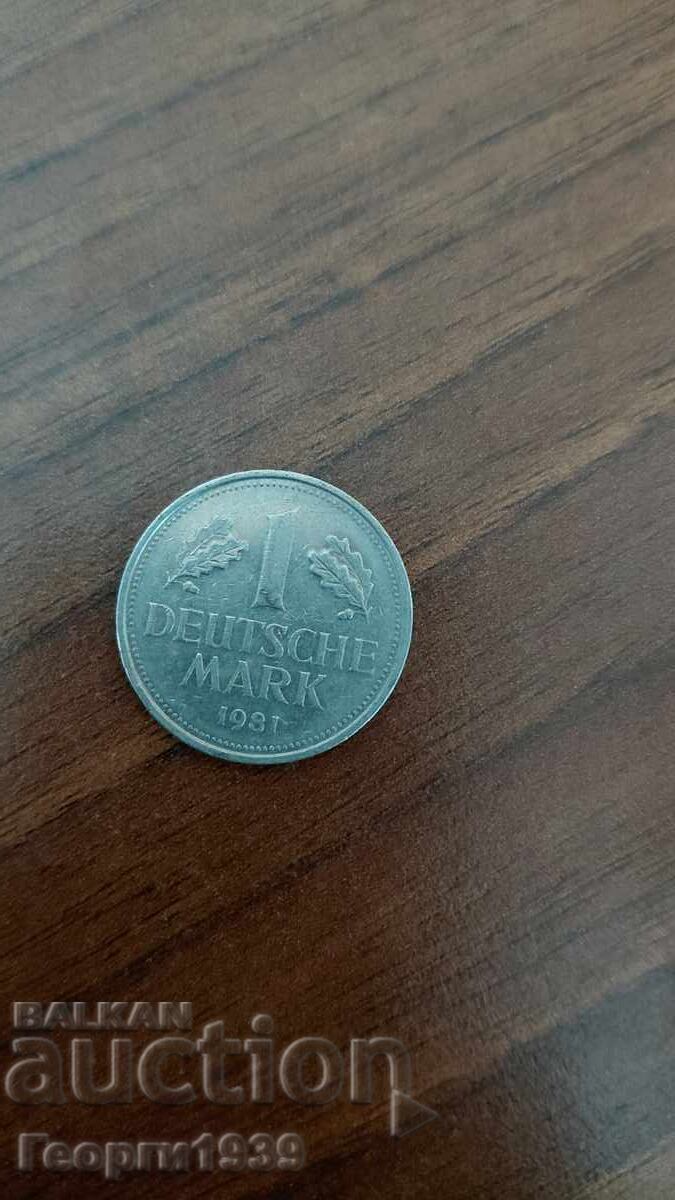 1
DEUTSCHE
MARK
1981
BALKAN
auction
Георги1939